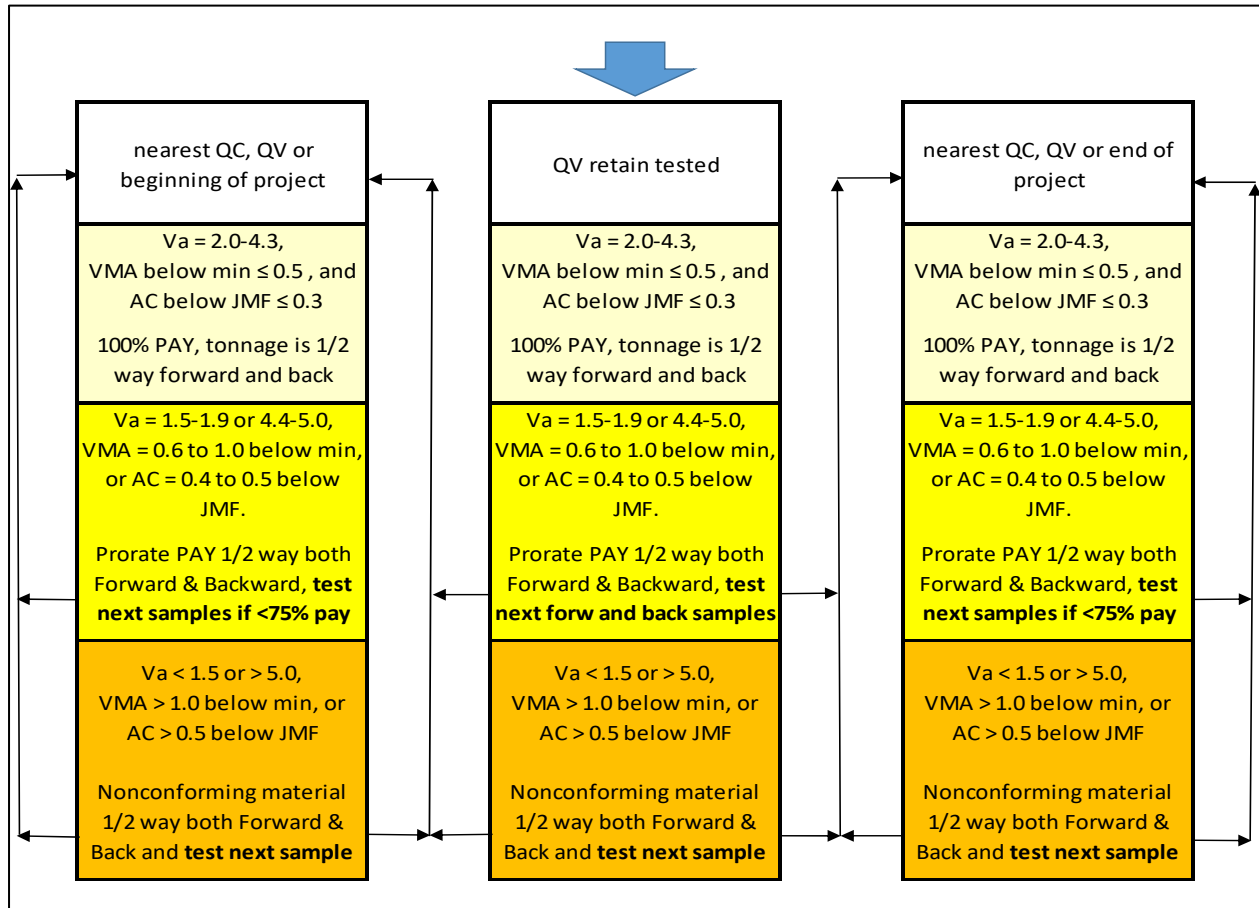 nearest QC, QV or
beginning of project
Va = 2.0-4.3,
VMA below min ≤ 0.5 , and
AC below JMF ≤ 0.3
100% PAY, tonnage is 1/2
way forward and back
Va = 1.5-1.9 or 4.4-5.0,
VMA = 0.6 to 1.0 below min,
or AC = 0.4 to 0.5 below
JMF.
Prorate PAY 1/2 way both
Forward & Backward, test
next samples if <75% pay
Va < 1.5 or > 5.0,
VMA > 1.0 below min, or
AC > 0.5 below JMF
Nonconforming material
1/2 way both Forward &
Back and test next sample
QV retain tested
Va = 2.0-4.3,
VMA below min ≤ 0.5 , and
AC below JMF ≤ 0.3
100% PAY, tonnage is 1/2
way forward and back
Va = 1.5-1.9 or 4.4-5.0,
VMA = 0.6 to 1.0 below min,
or AC = 0.4 to 0.5 below
JMF.
Prorate PAY 1/2 way both
Forward & Backward, test
next forw and back samples
Va < 1.5 or > 5.0,
VMA > 1.0 below min, or
AC > 0.5 below JMF
Nonconforming material
1/2 way both Forward &
Back and test next sample
nearest QC, QV or end of
project
Va = 2.0-4.3,
VMA below min ≤ 0.5 , and
AC below JMF ≤ 0.3
100% PAY, tonnage is 1/2
way forward and back
Va = 1.5-1.9 or 4.4-5.0,
VMA = 0.6 to 1.0 below min,
or AC = 0.4 to 0.5 below
JMF.
Prorate PAY 1/2 way both
Forward & Backward, test
next samples if <75% pay
Va < 1.5 or > 5.0,
VMA > 1.0 below min, or
AC > 0.5 below JMF
Nonconforming material
1/2 way both Forward &
Back and test next sample